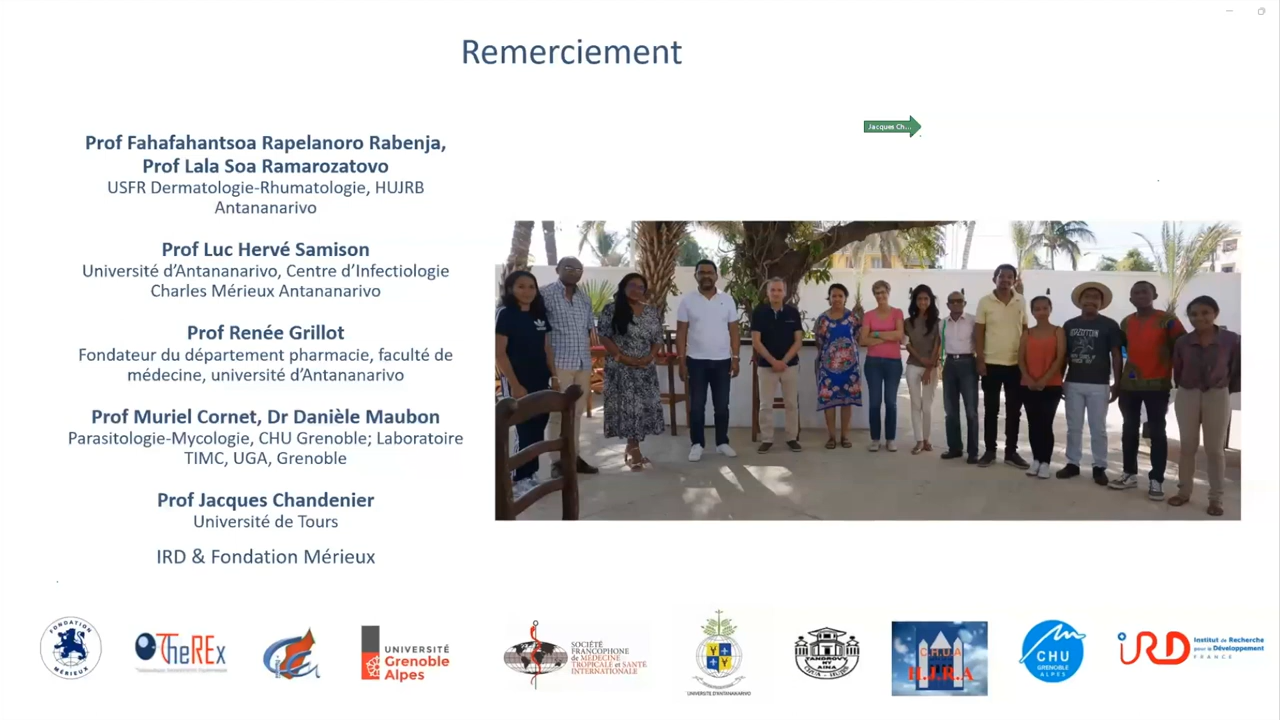 Remerciement
Jacques Ch...
Prof Fahafahantsoa Rapelanoro Rabenja,
Prof Lala Soa Ramarozatovo
USFR Dermatologie-Rhumatologie, HUJRB
Antananarivo
Prof Luc Hervé Samison
Université d'Antananarivo, Centre d'Infectiologie
Charles Mérieux Antananarivo
Prof Renée Grillot
Fondateur du département pharmacie, faculté de
médecine, université d'Antananarivo
Prof Muriel Cornet, Dr Danièle Maubon
Parasitologie-Mycologie, CHU Grenoble; Laboratoire
TIMC, UGA, Grenoble
Prof Jacques Chandenier
Université de Tours
IRD & Fondation Mérieux
FONDATION
MÉRIEUX
TheREx
UNIVERSITÉ
Grenoble
Alpes
SOCIÉTÉ
FRANCOPHONE
DE MÉDECINE
TROPICALE ET SANTÉ
INTERNATIONALE
UNIVERSITE D'ANTANANARIVO
TANDROVY
NY
AINA
C.H.U.A
H.J.R.A
CHU
GRENOBLE
ALPES
IRD
Institut de Recherche
pour le Développement
FRANCE